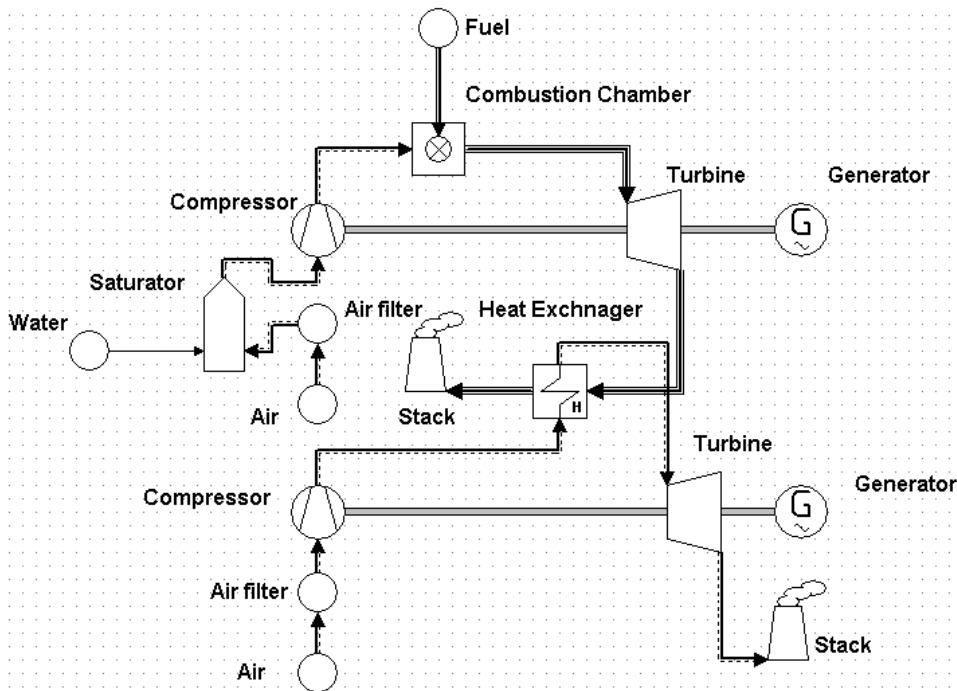 Fuel
Combustion Chamber
Turbine
Generator
Compressor
G
Saturator
Air filter
Heat Exchnager
Water
H
Air
Stack
Turbine
Compressor
Generator
G
Air filter
Stack
Air